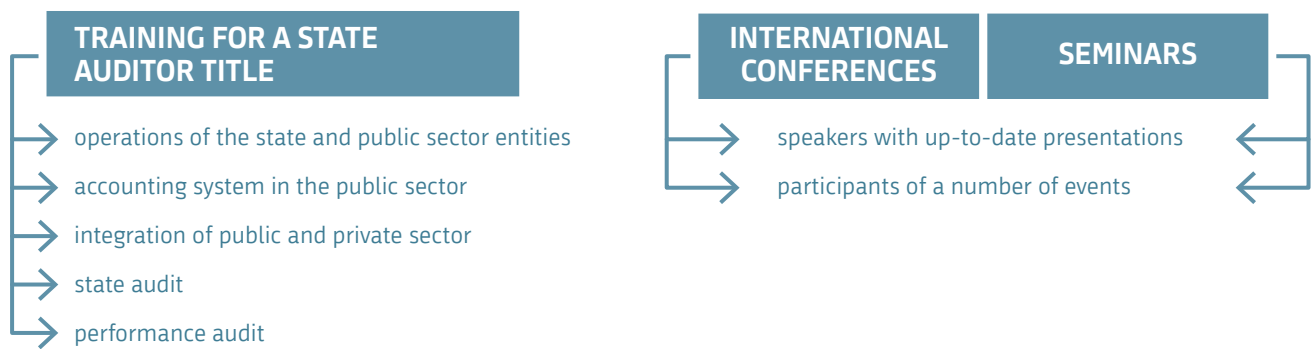 TRAINING FOR A STATE
AUDITOR TITLE
operations of the state and public sector entities
accounting system in the public sector
integration of public and private sector
state audit
performance audit
INTERNATIONAL
CONFERENCES
SEMINARS
speakers with up-to-date presentations
participants of a number of events